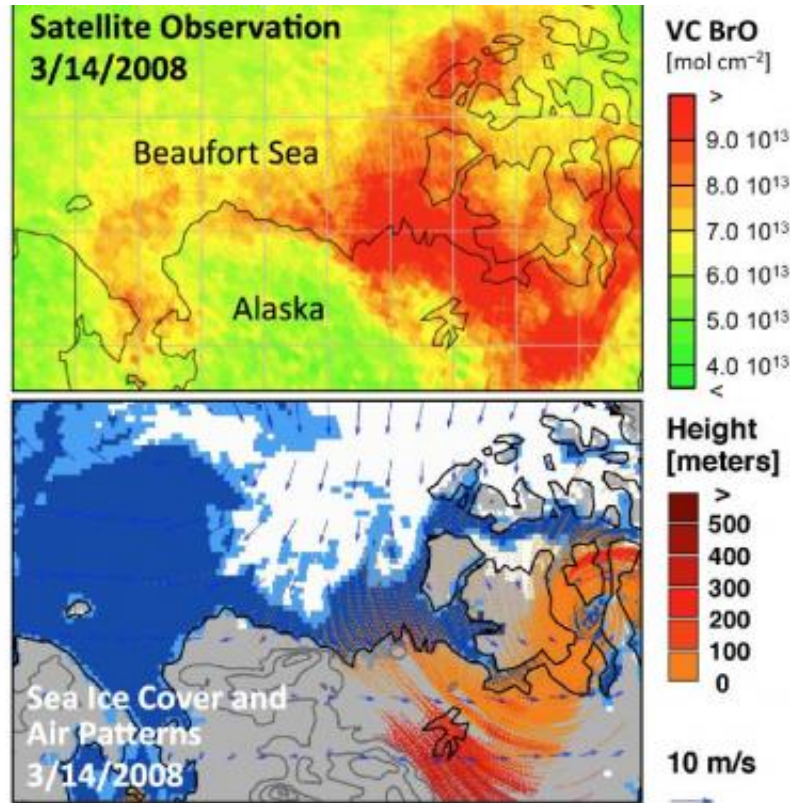 Satellite Observation
3/14/2008
Beaufort Sea
Alaska
VC BrO
[mol cm⁻²]
>
9.0 10¹³
8.0 10¹³
7.0 10¹³
6.0 10¹³
5.0 10¹³
4.0 10¹³
<
Sea Ice Cover and
Air Patterns
3/14/2008
Height
[meters]
>
500
400
300
200
100
0
10 m/s